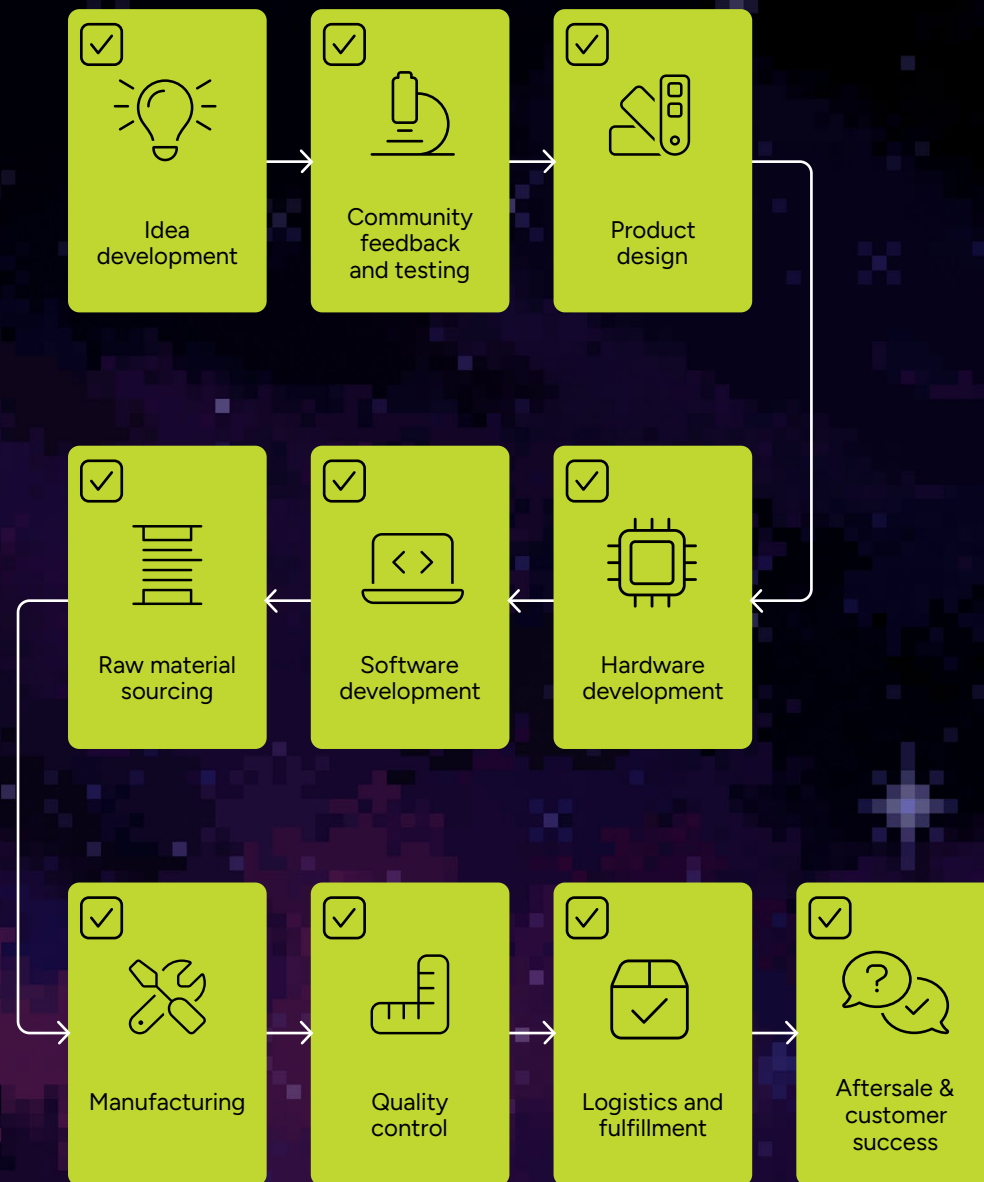 Idea
development
Community
feedback
and testing
Product
design
Raw material
sourcing
Software
development
Hardware
development
Manufacturing
Quality
control
Logistics and
fulfillment
Aftersale &
customer
success